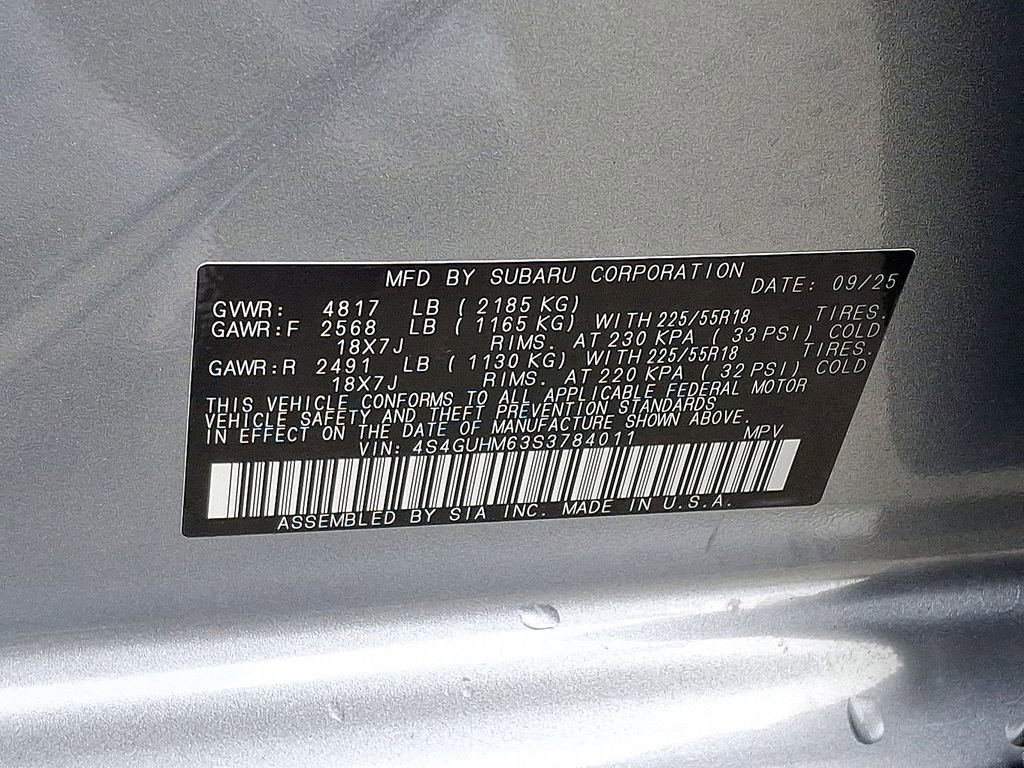 MFD BY SUBARU CORPORATION DATE: 09/25
GVWR: 4817 LB ( 2185 KG)
GAWR:F 2568 LB ( 1165 KG) WITH 225/55R18 TIRES.
18X7J RIMS. AT 230 KPA ( 33 PSI) COLD
GAWR:R 2491 LB ( 1130 KG) WITH 225/55R18 TIRES.
18X7J RIMS. AT 220 KPA ( 32 PSI) COLD
THIS VEHICLE CONFORMS TO ALL APPLICABLE FEDERAL MOTOR
VEHICLE SAFETY AND THEFT PREVENTION STANDARDS
IN EFFECT ON THE DATE OF MANUFACTURE SHOWN ABOVE.
VIN: 4S4GUHM63S3784011 MPV
ASSEMBLED BY SIA INC. MADE IN U.S.A.